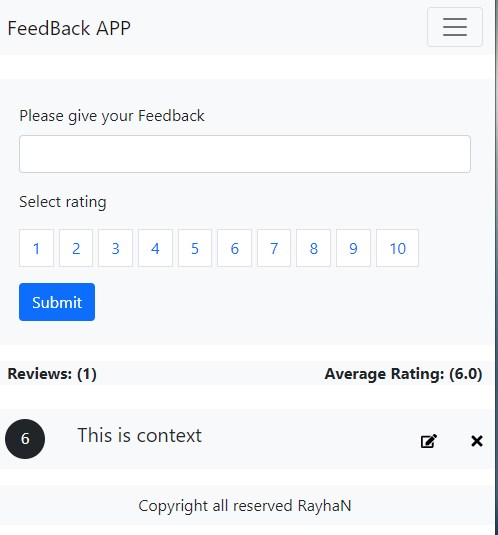 FeedBack APP
Please give your Feedback
Select rating
1 2 3 4 5 6 7 8 9 10
Submit
Reviews: (1) Average Rating: (6.0)
6 This is context
Copyright all reserved RayhaN